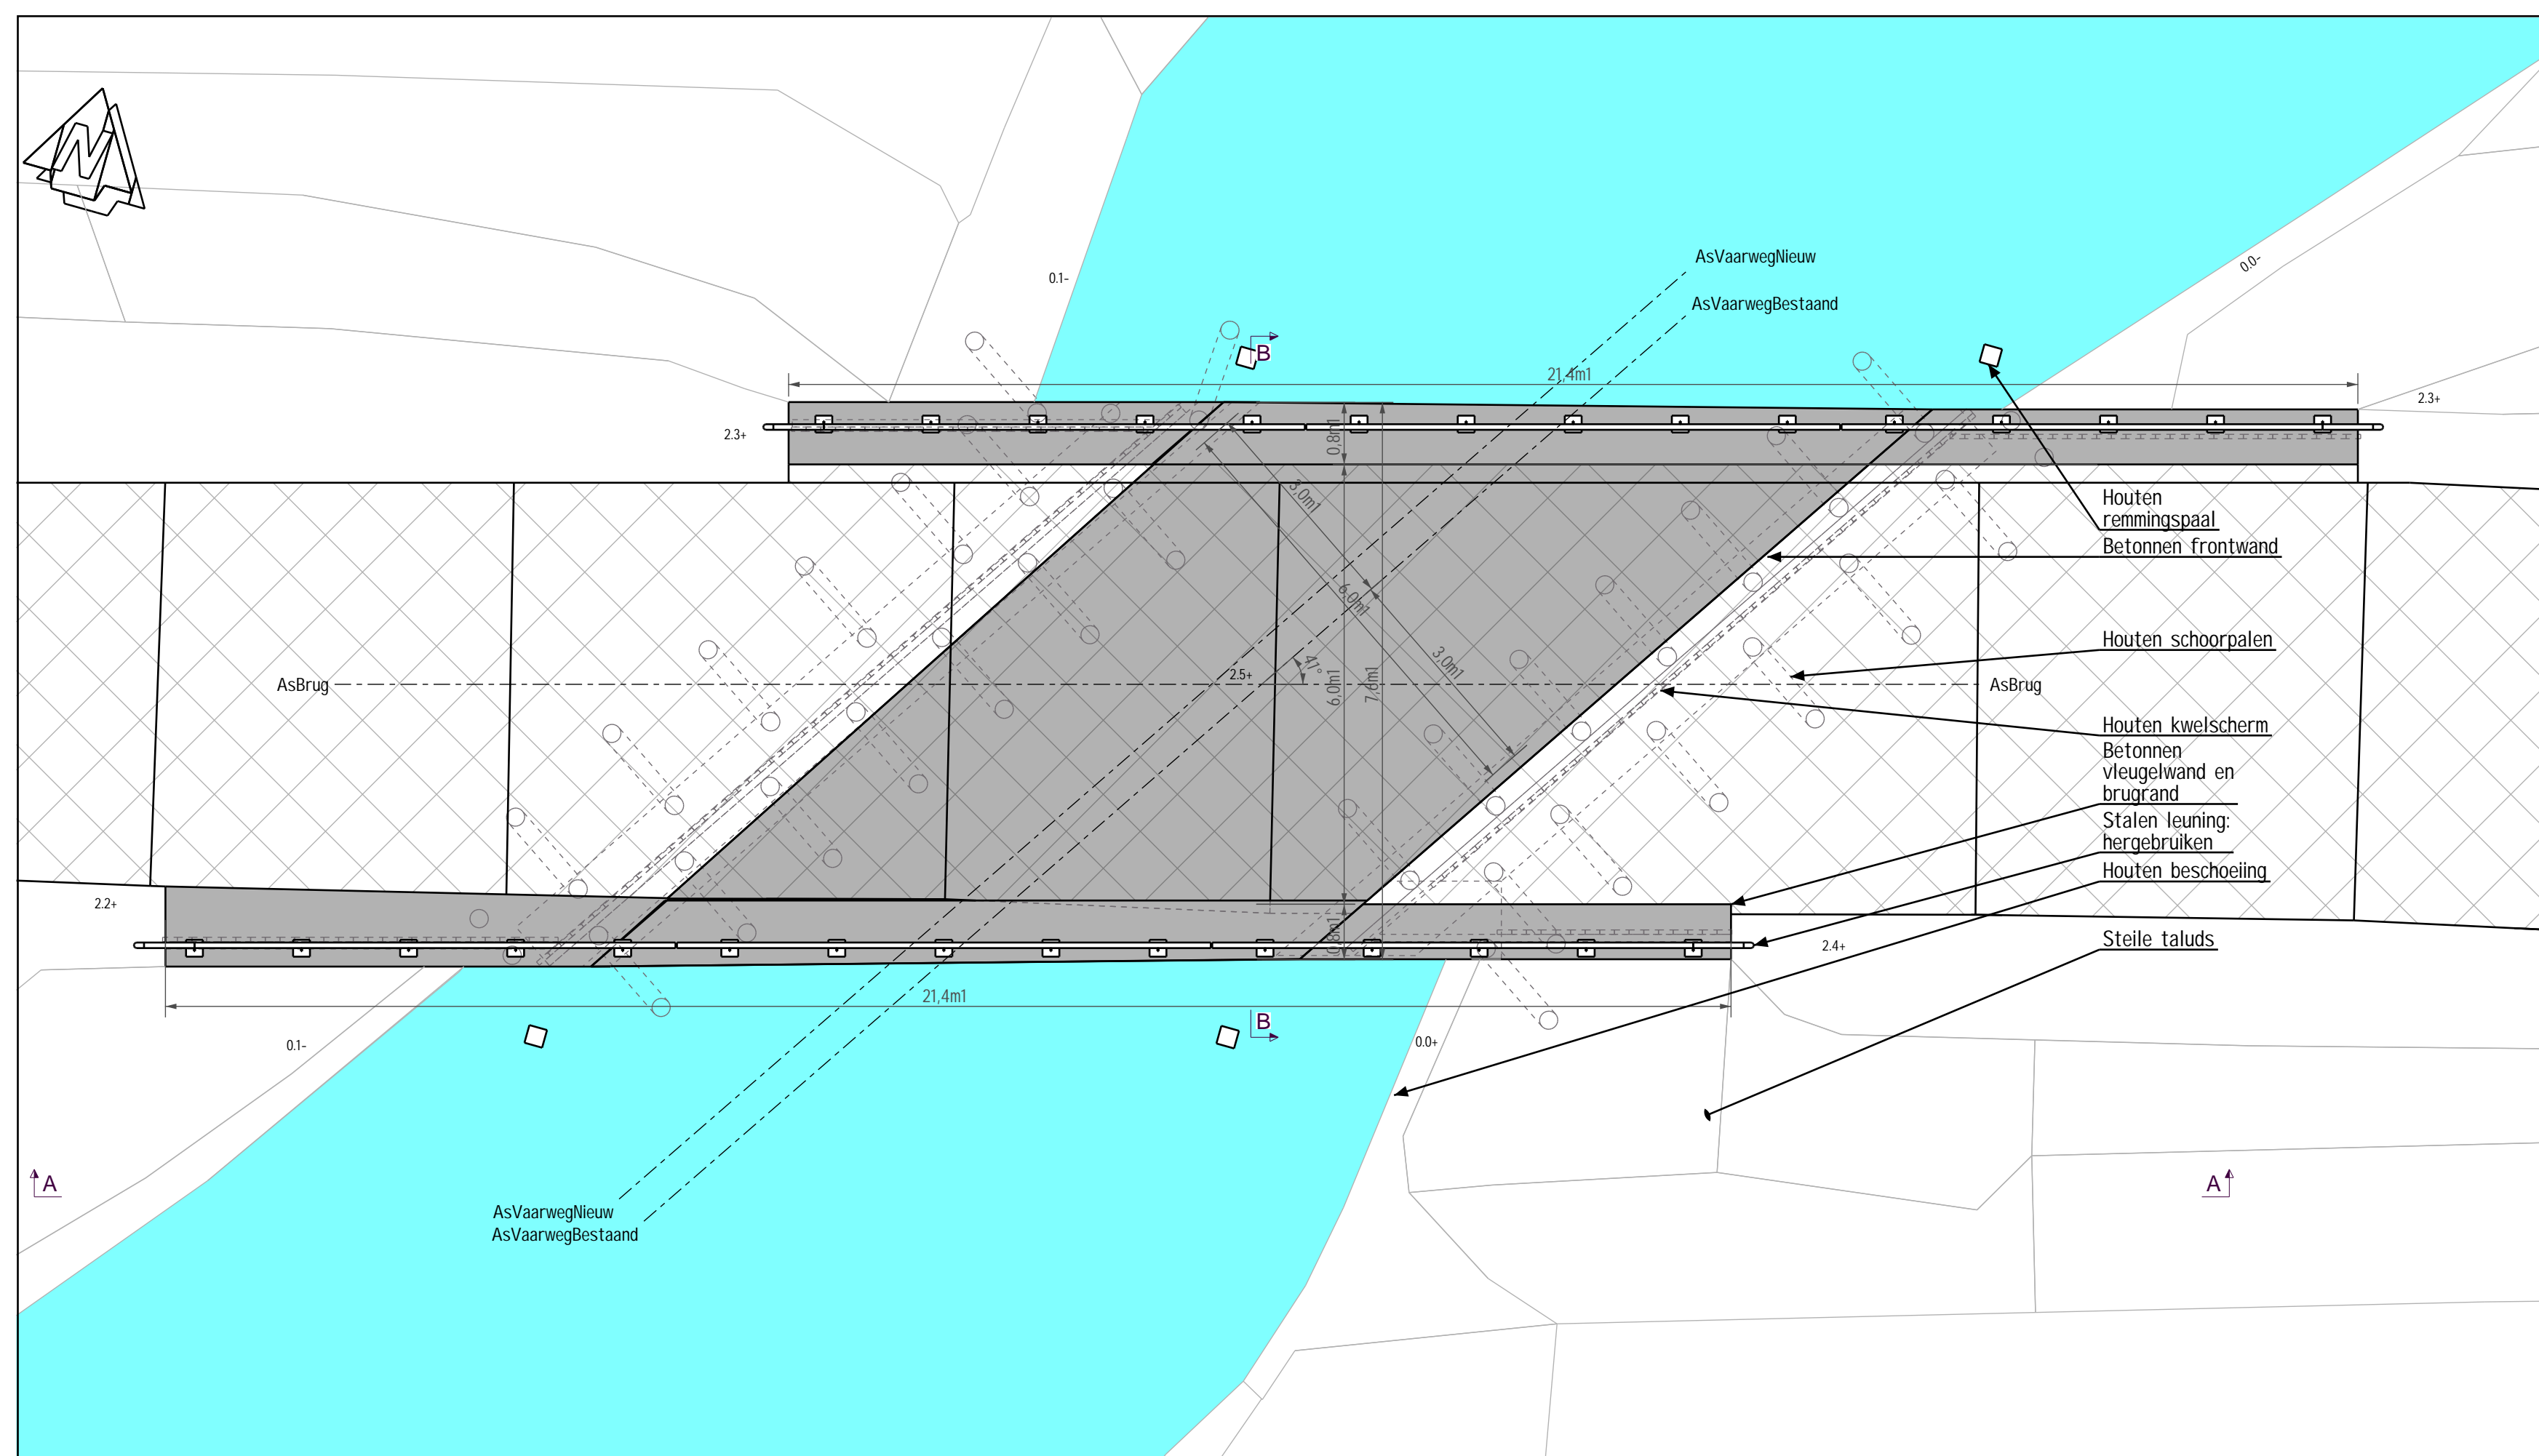 N
AsVaarwegNieuw
0.1-
0.0-
AsVaarwegBestaand
B
21,4m1
2.3+
2.3+
0,8m1
3,0m1
6,0m1
Houten
remmingspaal
Betonnen frontwand
Houten schoorpalen
41°
3,0m1
2.5+
6,0m1
7,6m1
AsBrug
AsBrug
Houten kwelscherm
Betonnen
vleugelwand en
brugrand
Stalen leuning:
hergebruiken
Houten beschoeiing
2.2+
0,8m1
2.4+
Steile taluds
21,4m1
B
0.1-
0.0+
A
A
AsVaarwegNieuw
AsVaarwegBestaand